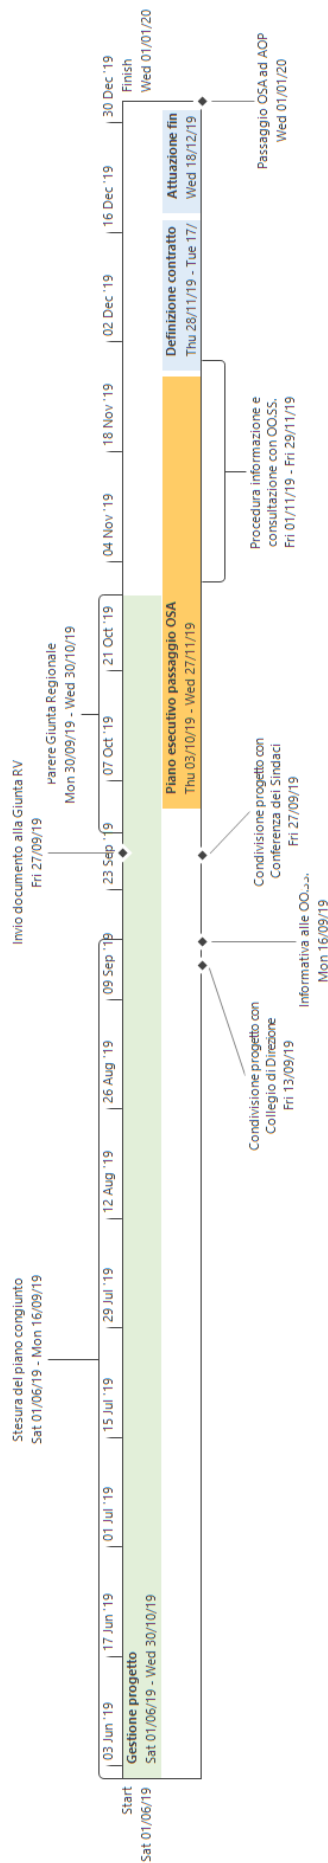 Stesura del piano congiunto
Sat 01/06/19 - Mon 16/09/19
Invio documento alla Giunta RV
Fri 27/09/19
Parere Giunta Regionale
Mon 30/09/19 - Wed 30/10/19
03 Jun '19
17 Jun '19
01 Jul '19
15 Jul '19
29 Jul '19
12 Aug '19
26 Aug '19
09 Sep '19
23 Sep '19
07 Oct '19
21 Oct '19
04 Nov '19
18 Nov '19
02 Dec '19
16 Dec '19
30 Dec '19
Start
Sat 01/06/19
Finish
Wed 01/01/20
Gestione progetto
Sat 01/06/19 - Wed 30/10/19
Piano esecutivo passaggio OSA
Thu 03/10/19 - Wed 27/11/19
Definizione contratto
Thu 28/11/19 - Tue 17/
Attuazione fin
Wed 18/12/19
Condivisione progetto con
Collegio di Direzione
Fri 13/09/19
Informativa alle OO.SS.
Mon 16/09/19
Condivisione progetto con
Conferenza dei Sindaci
Fri 27/09/19
Procedura informazione e
consultazione con OO.SS.
Fri 01/11/19 - Fri 29/11/19
Passaggio OSA ad AOP
Wed 01/01/20